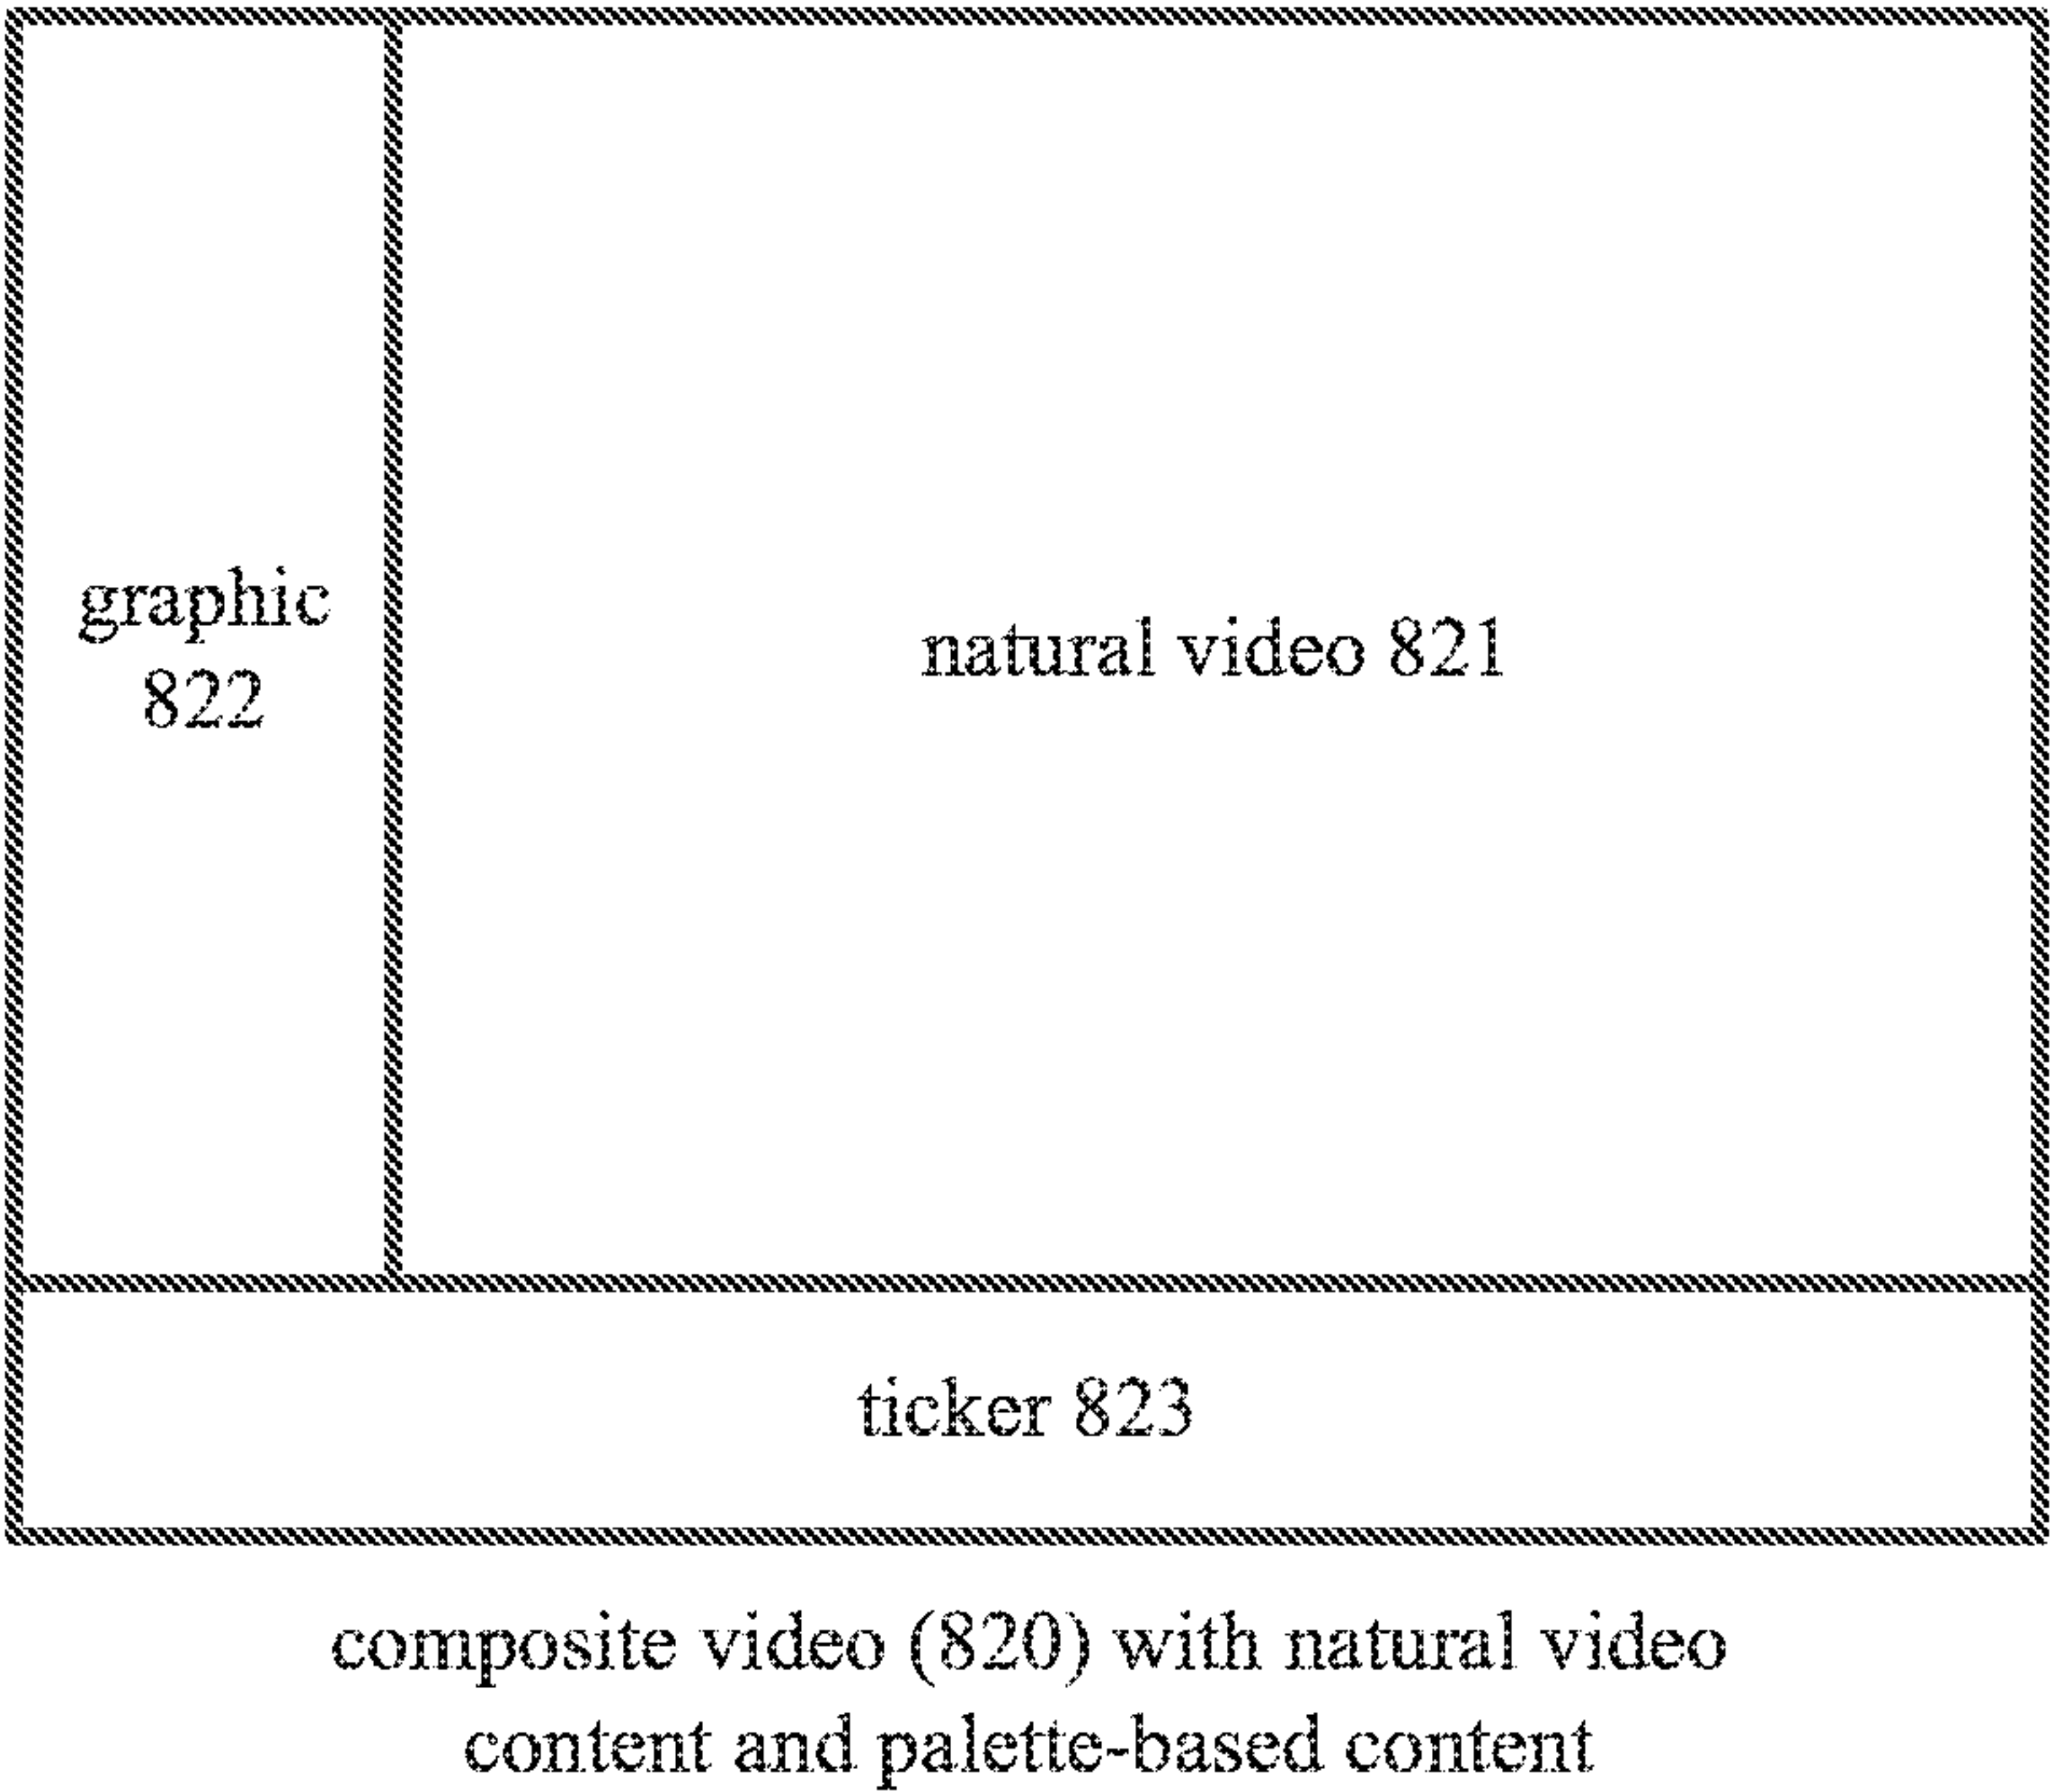 graphic
822
natural video 821
ticker 823
composite video (820) with natural video
content and palette-based content